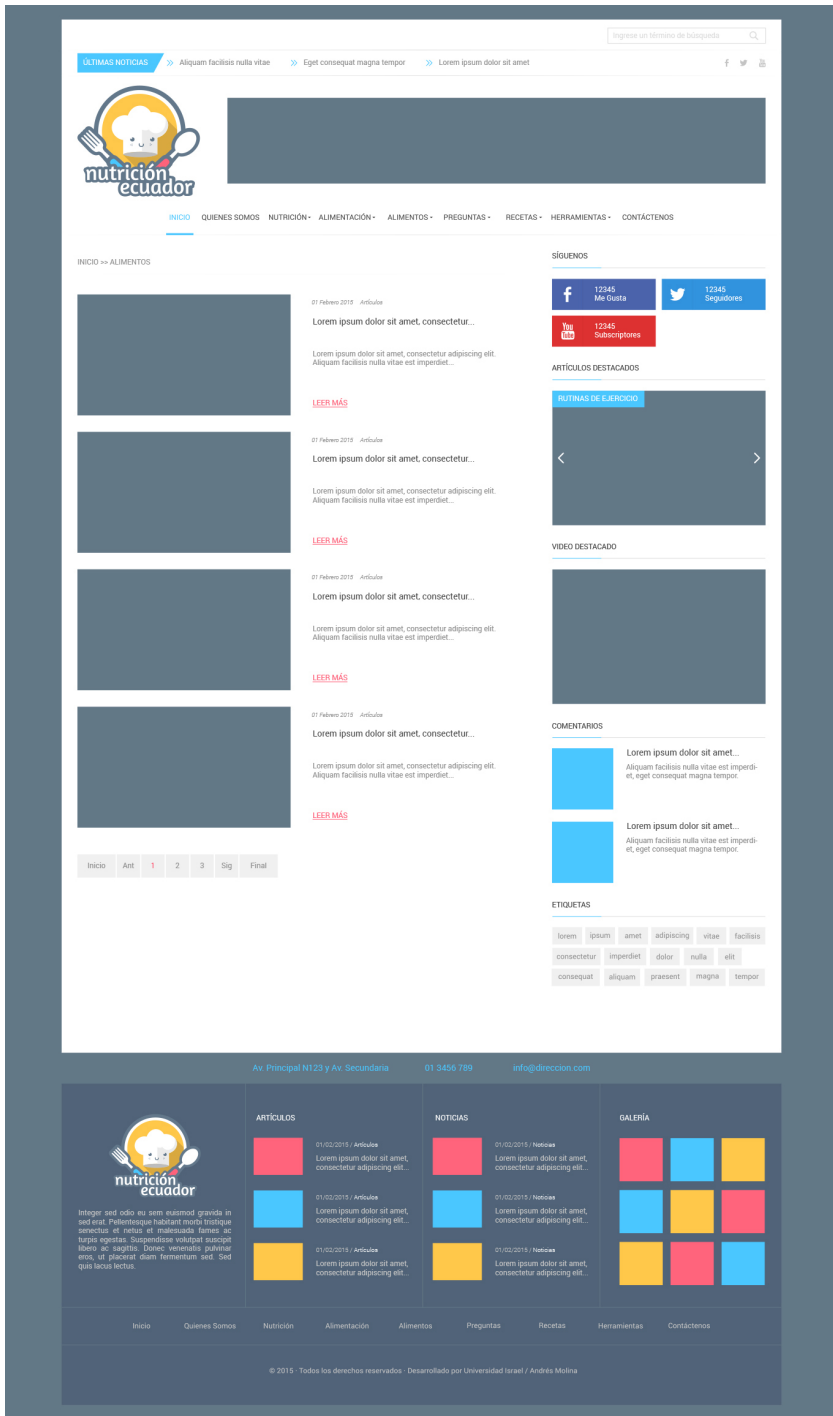 Ingrese un término de búsqueda
ÚLTIMAS NOTICIAS
Aliquam facilisis nulla vitae
Eget consequat magna tempor
Lorem ipsum dolor sit amet
nutrición
ecuador
INICIO
QUIENES SOMOS
NUTRICIÓN
ALIMENTACIÓN
ALIMENTOS
PREGUNTAS
RECETAS
HERRAMIENTAS
CONTÁCTENOS
INICIO >> ALIMENTOS
01 Febrero 2015 Artículos
Lorem ipsum dolor sit amet, consectetur...
Lorem ipsum dolor sit amet, consectetur adipiscing elit.
Aliquam facilisis nulla vitae est imperdiet...
LEER MÁS
01 Febrero 2015 Artículos
Lorem ipsum dolor sit amet, consectetur...
Lorem ipsum dolor sit amet, consectetur adipiscing elit.
Aliquam facilisis nulla vitae est imperdiet...
LEER MÁS
01 Febrero 2015 Artículos
Lorem ipsum dolor sit amet, consectetur...
Lorem ipsum dolor sit amet, consectetur adipiscing elit.
Aliquam facilisis nulla vitae est imperdiet...
LEER MÁS
01 Febrero 2015 Artículos
Lorem ipsum dolor sit amet, consectetur...
Lorem ipsum dolor sit amet, consectetur adipiscing elit.
Aliquam facilisis nulla vitae est imperdiet...
LEER MÁS
Inicio Ant 1 2 3 Sig Final
SÍGUENOS
12345
Me Gusta
12345
Seguidores
You
Tube
12345
Subscriptores
ARTÍCULOS DESTACADOS
RUTINAS DE EJERCICIO
VIDEO DESTACADO
COMENTARIOS
Lorem ipsum dolor sit amet...
Aliquam facilisis nulla vitae est imperdi-
et, eget consequat magna tempor.
Lorem ipsum dolor sit amet...
Aliquam facilisis nulla vitae est imperdi-
et, eget consequat magna tempor.
ETIQUETAS
lorem ipsum amet adipiscing vitae facilisis
consectetur imperdiet dolor nulla elit
consequat aliquam praesent magna tempor
Av. Principal N123 y Av. Secundaria
01 3456 789
info@direccion.com
nutrición
ecuador
Integer sed odio eu sem euismod gravida in
sed erat. Pellentesque habitant morbi tristique
senectus et netus et malesuada fames ac
turpis egestas. Suspendisse volutpat suscipit
libero ac sagittis. Donec venenatis pulvinar
eros, ut placerat diam fermentum sed. Sed
quis lacus lectus.
ARTÍCULOS
01/02/2015 / Artículos
Lorem ipsum dolor sit amet,
consectetur adipiscing elit...
01/02/2015 / Artículos
Lorem ipsum dolor sit amet,
consectetur adipiscing elit...
01/02/2015 / Artículos
Lorem ipsum dolor sit amet,
consectetur adipiscing elit...
NOTICIAS
01/02/2015 / Noticias
Lorem ipsum dolor sit amet,
consectetur adipiscing elit...
01/02/2015 / Noticias
Lorem ipsum dolor sit amet,
consectetur adipiscing elit...
01/02/2015 / Noticias
Lorem ipsum dolor sit amet,
consectetur adipiscing elit...
GALERÍA
Inicio Quienes Somos Nutrición Alimentación Alimentos Preguntas Recetas Herramientas Contáctenos
© 2015 · Todos los derechos reservados · Desarrollado por Universidad Israel / Andrés Molina